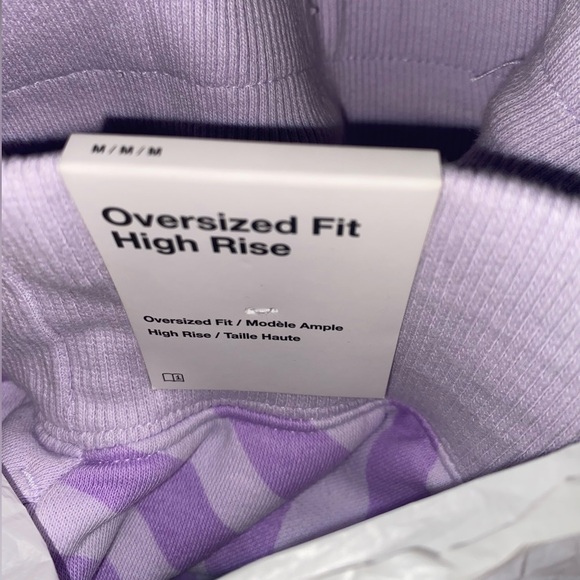 M / M / M
Oversized Fit
High Rise
Oversized Fit / Modèle Ample
High Rise / Taille Haute